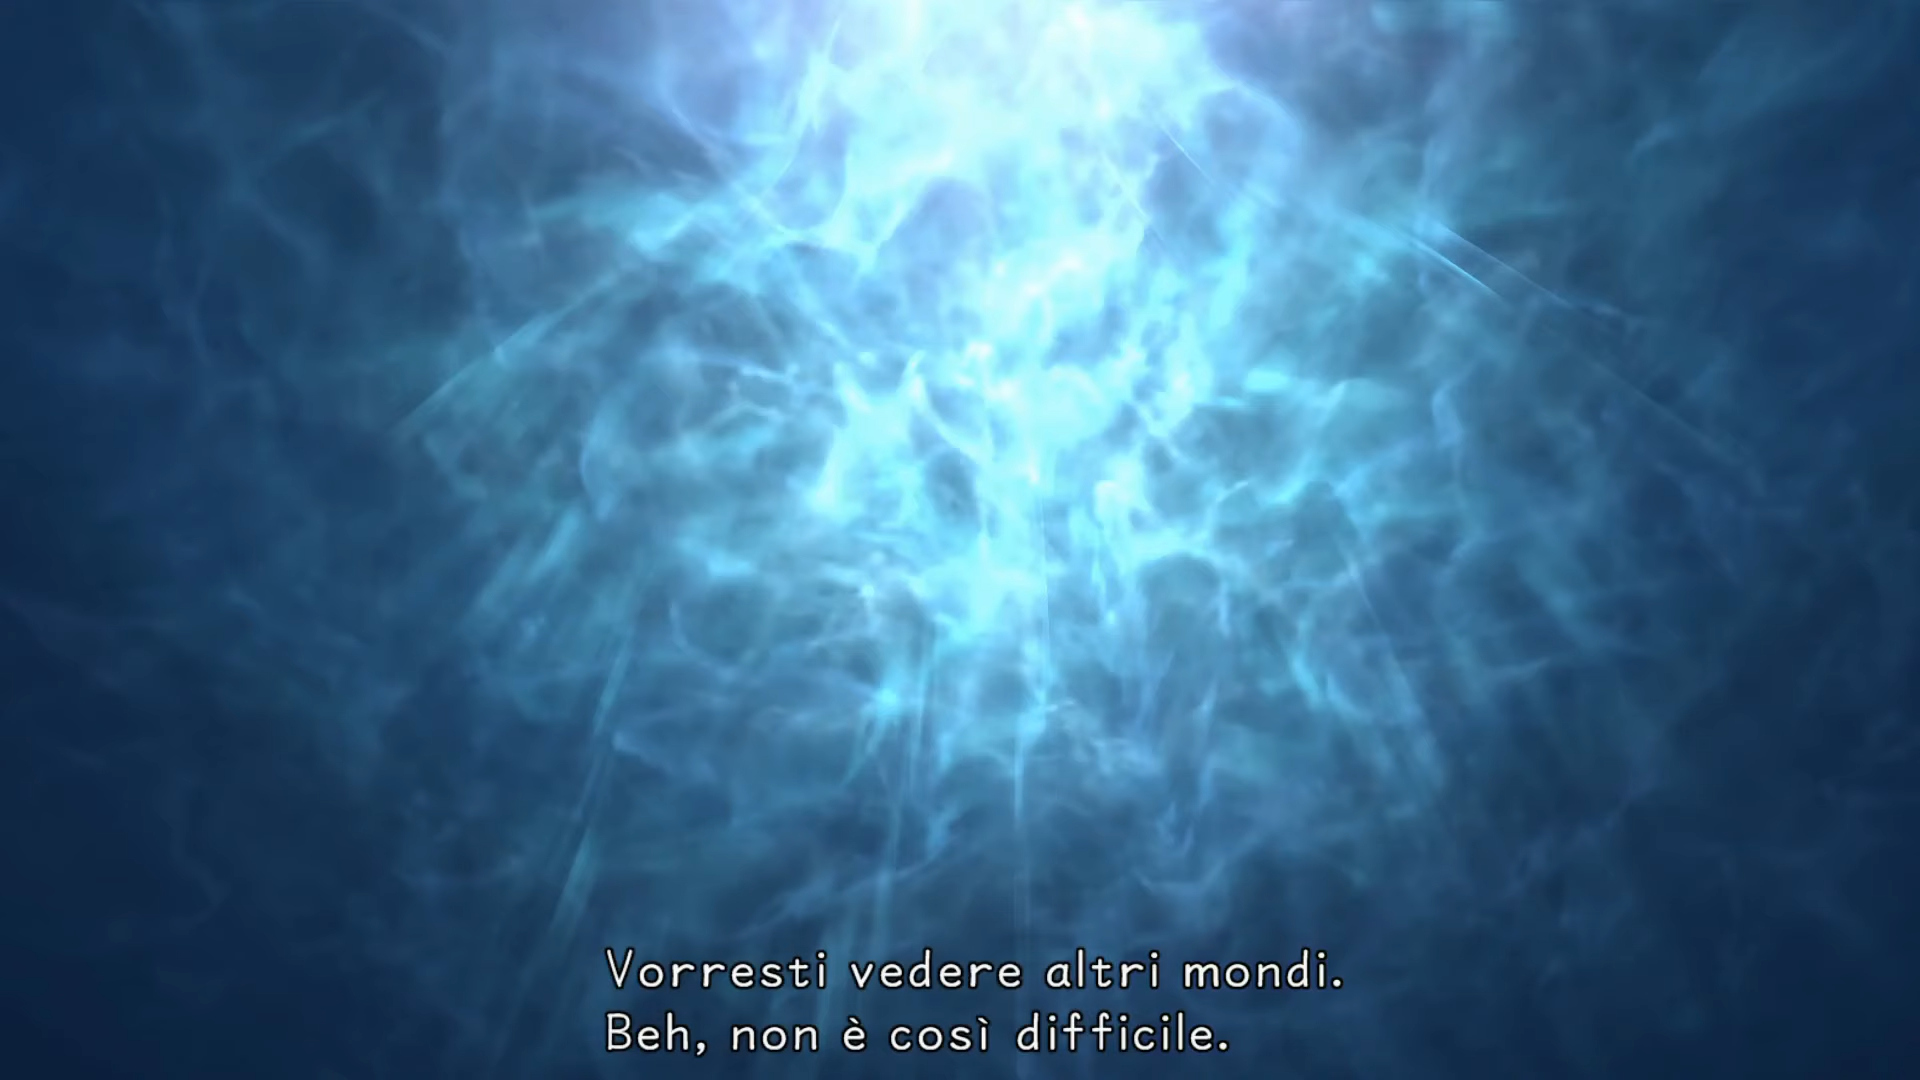 Vorresti vedere altri mondi.
Beh, non è così difficile.